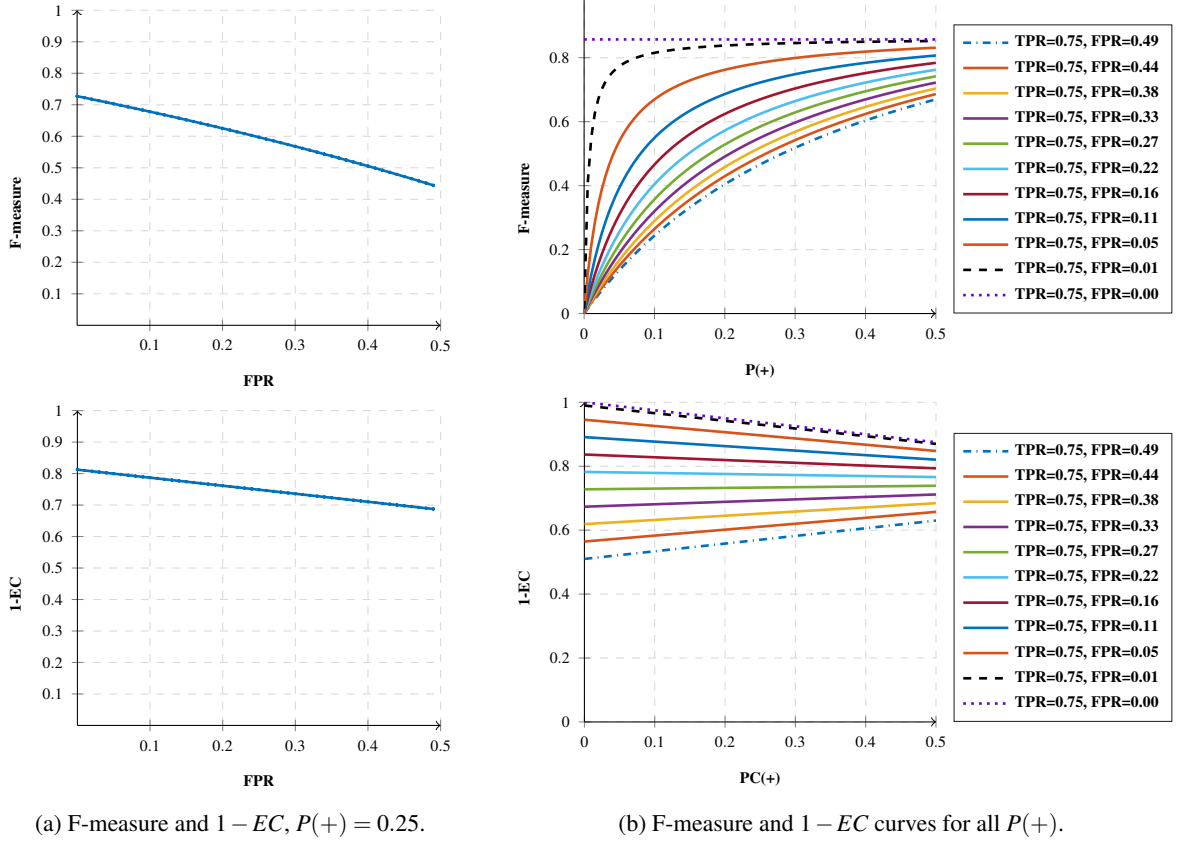 1
0.9
0.8
0.7
0.6
0.5
0.4
0.3
0.2
0.1
0.1 0.2 0.3 0.4 0.5
F-measure
FPR
0.8
0.6
0.4
0.2
0
0 0.1 0.2 0.3 0.4 0.5
F-measure
P(+)
TPR=0.75, FPR=0.49
TPR=0.75, FPR=0.44
TPR=0.75, FPR=0.38
TPR=0.75, FPR=0.33
TPR=0.75, FPR=0.27
TPR=0.75, FPR=0.22
TPR=0.75, FPR=0.16
TPR=0.75, FPR=0.11
TPR=0.75, FPR=0.05
TPR=0.75, FPR=0.01
TPR=0.75, FPR=0.00
1
0.9
0.8
0.7
0.6
0.5
0.4
0.3
0.2
0.1
0.1 0.2 0.3 0.4 0.5
1-EC
FPR
1
0.8
0.6
0.4
0.2
0
0 0.1 0.2 0.3 0.4 0.5
1-EC
PC(+)
TPR=0.75, FPR=0.49
TPR=0.75, FPR=0.44
TPR=0.75, FPR=0.38
TPR=0.75, FPR=0.33
TPR=0.75, FPR=0.27
TPR=0.75, FPR=0.22
TPR=0.75, FPR=0.16
TPR=0.75, FPR=0.11
TPR=0.75, FPR=0.05
TPR=0.75, FPR=0.01
TPR=0.75, FPR=0.00
(a) F-measure and 1 − EC, P(+) = 0.25.
(b) F-measure and 1 − EC curves for all P(+).